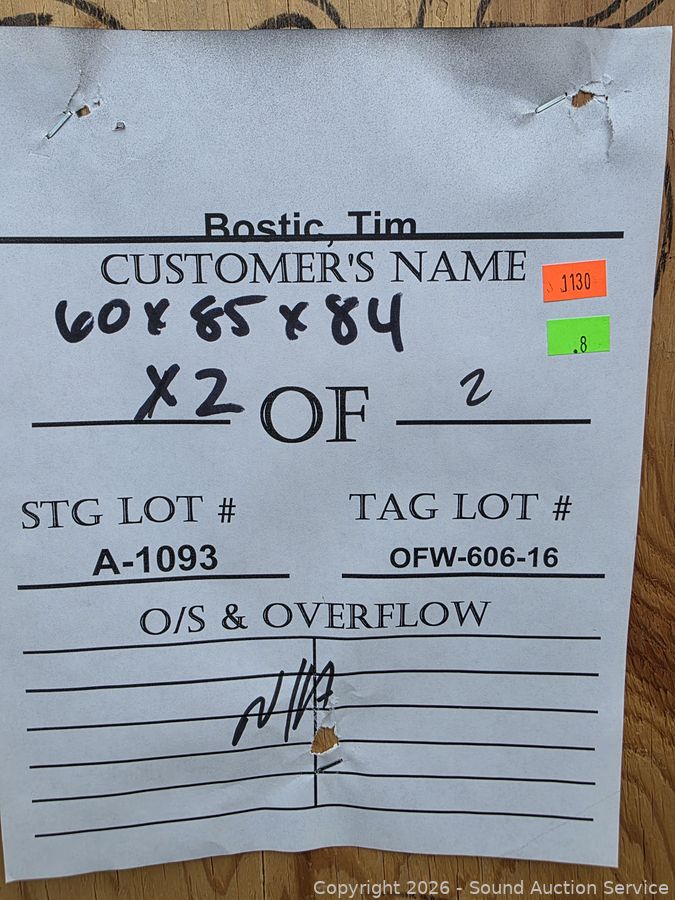 Bostic, Tim
CUSTOMER'S NAME
1130
60 x 85 x 84
.8
X2 OF 2
STG LOT # TAG LOT #
A-1093 OFW-606-16
O/S & OVERFLOW
N/A
Copyright 2026 - Sound Auction Service